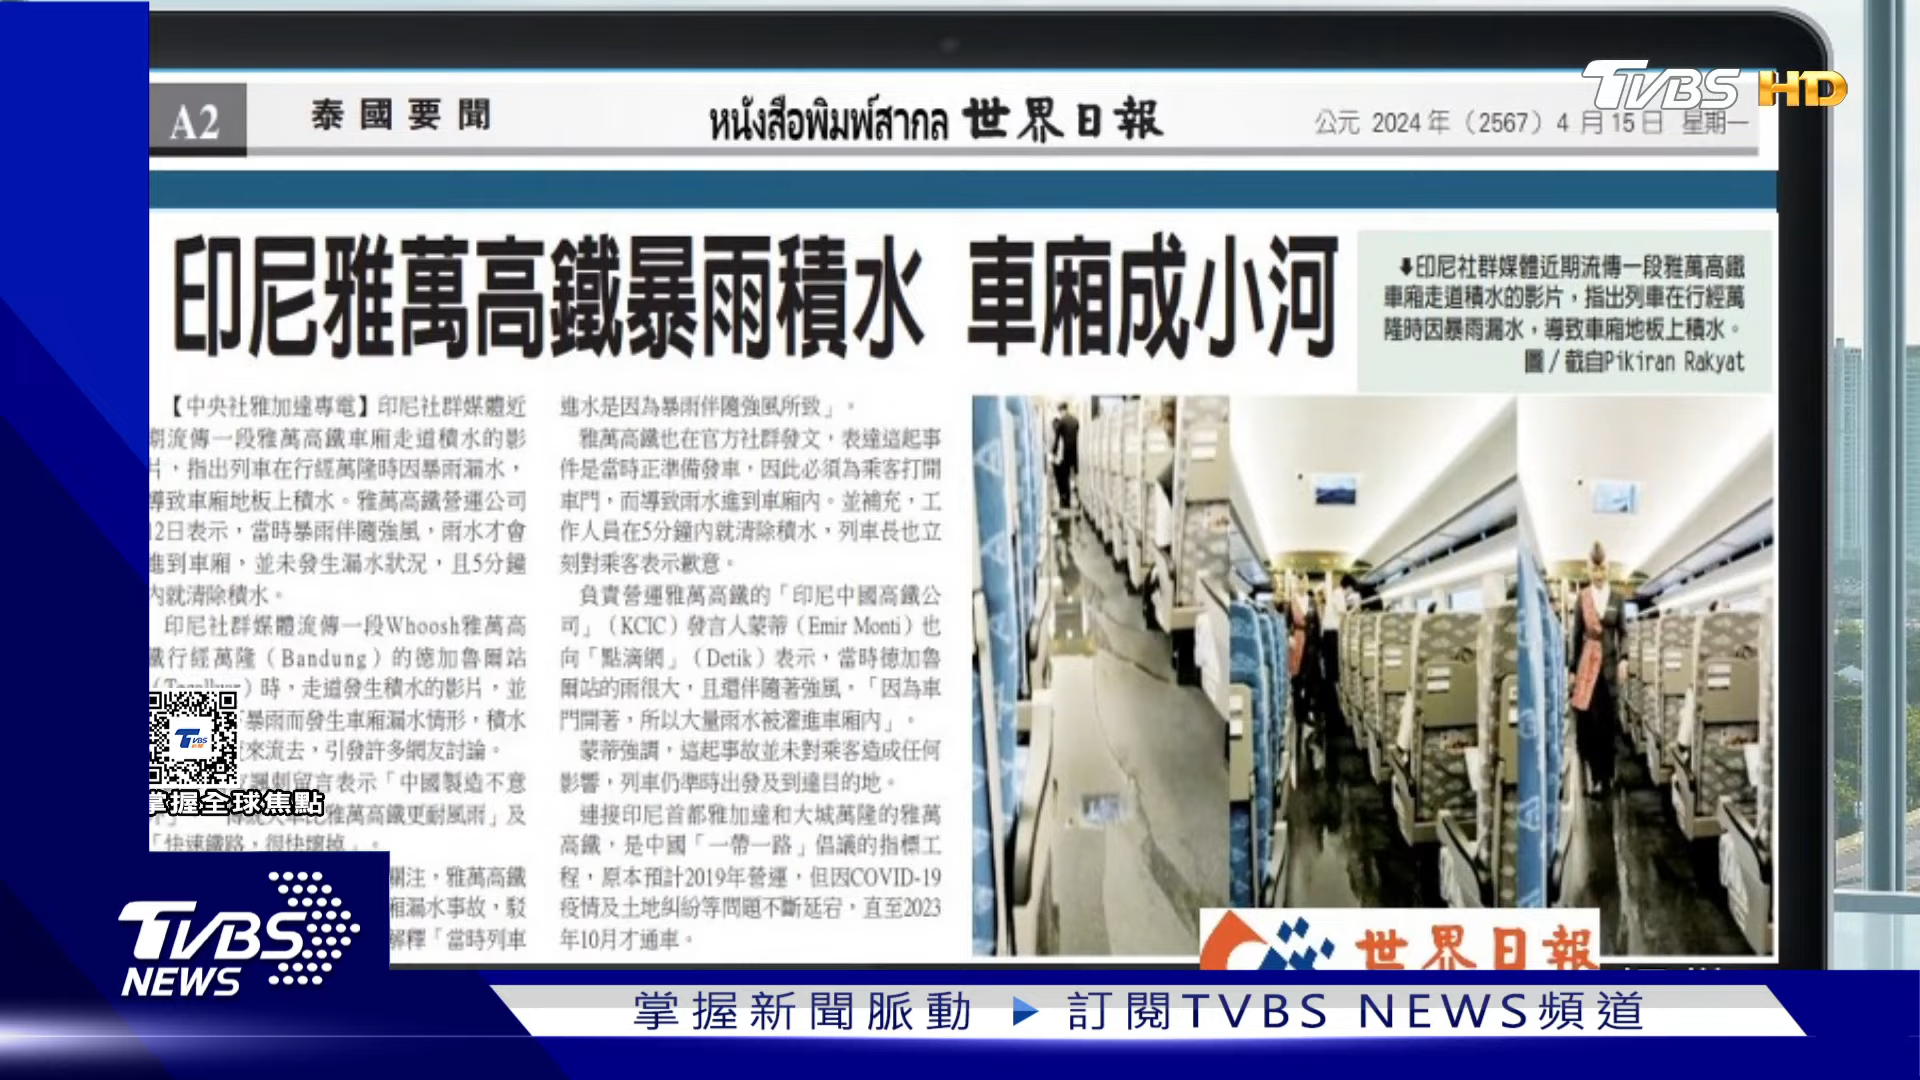 TVBS HD
A2
泰國要聞
หนังสือพิมพ์สากล 世界日報
公元 2024年（2567）4月15日 星期一
印尼雅萬高鐵暴雨積水 車廂成小河
⬇印尼社群媒體近期流傳一段雅萬高鐵
車廂走道積水的影片，指出列車在行經萬
隆時因暴雨漏水，導致車廂地板上積水。
圖／截自Pikiran Rakyat
【中央社雅加達專電】印尼社群媒體近
期流傳一段雅萬高鐵車廂走道積水的影
片，指出列車在行經萬隆時因暴雨漏水，
導致車廂地板上積水。雅萬高鐵營運公司
12日表示，當時暴雨伴隨強風，雨水才會
進到車廂，並未發生漏水狀況，且5分鐘
內就清除積水。
印尼社群媒體流傳一段Whoosh雅萬高
鐵行經萬隆（Bandung）的德加魯爾站
時，走道發生積水的影片，並
暴雨而發生車廂漏水情形，積水
來流去，引發許多網友討論。
諷刺留言表示「中國製造不意
雅萬高鐵更耐風雨」及
「快速鐵路，很快壞掉」。
關注，雅萬高鐵
廂漏水事故，駁
解釋「當時列車
進水是因為暴雨伴隨強風所致」。
雅萬高鐵也在官方社群發文，表達這起事
件是當時正準備發車，因此必須為乘客打開
車門，而導致雨水進到車廂內。並補充，工
作人員在5分鐘內就清除積水，列車長也立
刻對乘客表示歉意。
負責營運雅萬高鐵的「印尼中國高鐵公
司」（KCIC）發言人蒙蒂（Emir Monti）也
向「點滴網」（Detik）表示，當時德加魯
爾站的雨很大，且還伴隨著強風，「因為車
門開著，所以大量雨水被灌進車廂內」。
蒙蒂強調，這起事故並未對乘客造成任何
影響，列車仍準時出發及到達目的地。
連接印尼首都雅加達和大城萬隆的雅萬
高鐵，是中國「一帶一路」倡議的指標工
程，原本預計2019年營運，但因COVID-19
疫情及土地糾紛等問題不斷延宕，直至2023
年10月才通車。
TVBS
掌握全球焦點
世界日報
TVBS
NEWS
掌握新聞脈動 ▶ 訂閱TVBS NEWS頻道